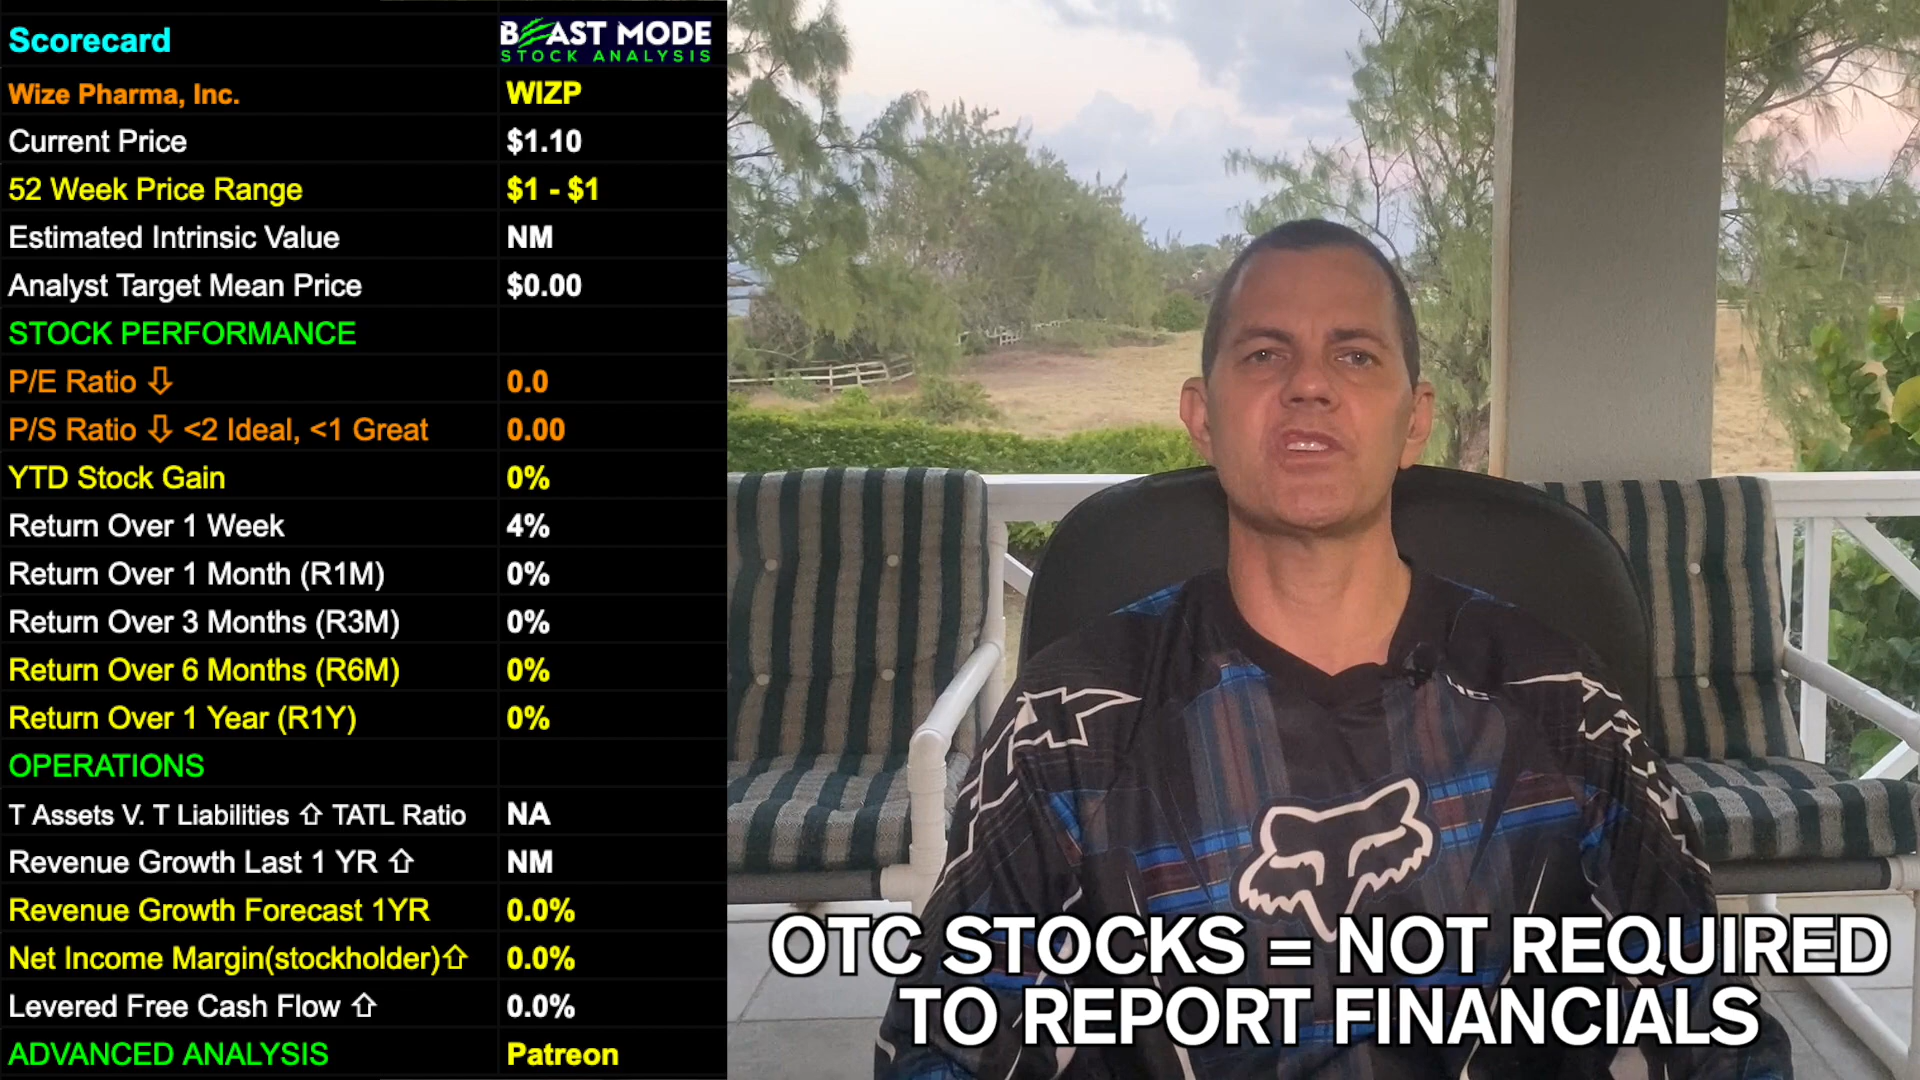 Scorecard BEAST MODE
STOCK ANALYSIS
Wize Pharma, Inc. WIZP
Current Price $1.10
52 Week Price Range $1 - $1
Estimated Intrinsic Value NM
Analyst Target Mean Price $0.00
STOCK PERFORMANCE
P/E Ratio ⇩ 0.0
P/S Ratio ⇩ <2 Ideal, <1 Great 0.00
YTD Stock Gain 0%
Return Over 1 Week 4%
Return Over 1 Month (R1M) 0%
Return Over 3 Months (R3M) 0%
Return Over 6 Months (R6M) 0%
Return Over 1 Year (R1Y) 0%
OPERATIONS
T Assets V. T Liabilities ⇧ TATL Ratio NA
Revenue Growth Last 1 YR ⇧ NM
Revenue Growth Forecast 1YR 0.0%
Net Income Margin(stockholder)⇧ 0.0%
Levered Free Cash Flow ⇧ 0.0%
ADVANCED ANALYSIS Patreon
OTC STOCKS = NOT REQUIRED
TO REPORT FINANCIALS